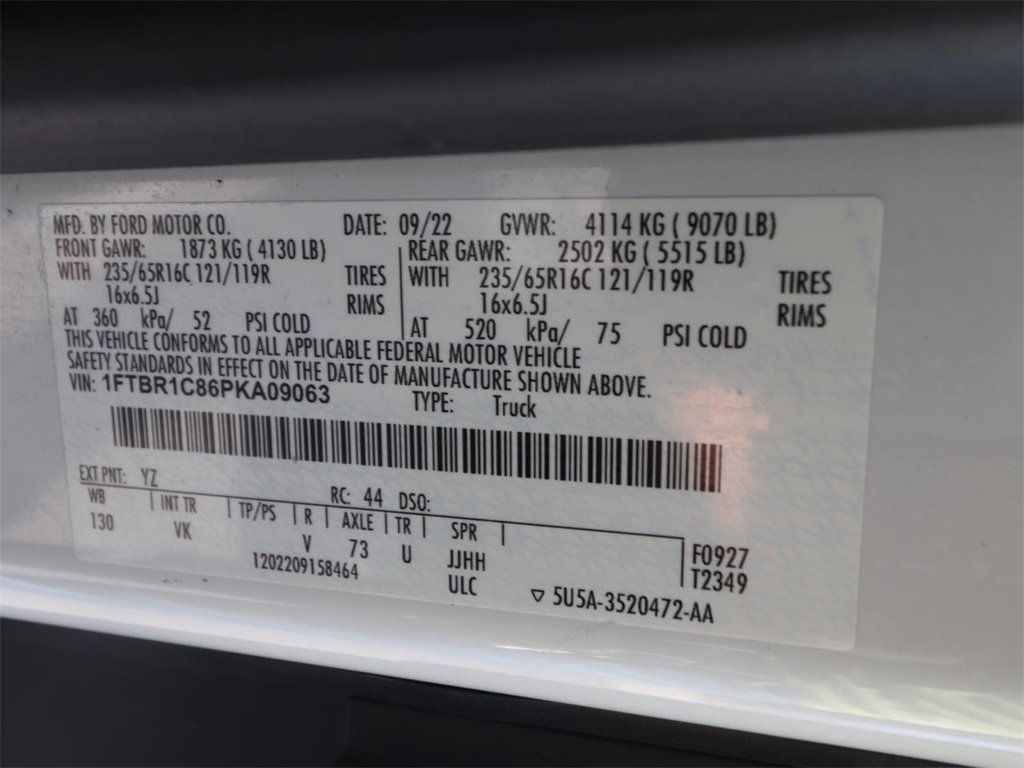 MFD. BY FORD MOTOR CO. DATE: 09/22 GVWR: 4114 KG ( 9070 LB)
FRONT GAWR: 1873 KG ( 4130 LB) REAR GAWR: 2502 KG ( 5515 LB)
WITH 235/65R16C 121/119R TIRES WITH 235/65R16C 121/119R TIRES
16x6.5J RIMS 16x6.5J RIMS
AT 360 kPa/ 52 PSI COLD AT 520 kPa/ 75 PSI COLD
THIS VEHICLE CONFORMS TO ALL APPLICABLE FEDERAL MOTOR VEHICLE
SAFETY STANDARDS IN EFFECT ON THE DATE OF MANUFACTURE SHOWN ABOVE.
VIN: 1FTBR1C86PKA09063 TYPE: Truck
EXT PNT: YZ RC: 44 DSO:
WB INT TR TP/PS R AXLE TR SPR
130 VK V 73 U JJHH F0927
1202209158464 ULC T2349
5U5A-3520472-AA